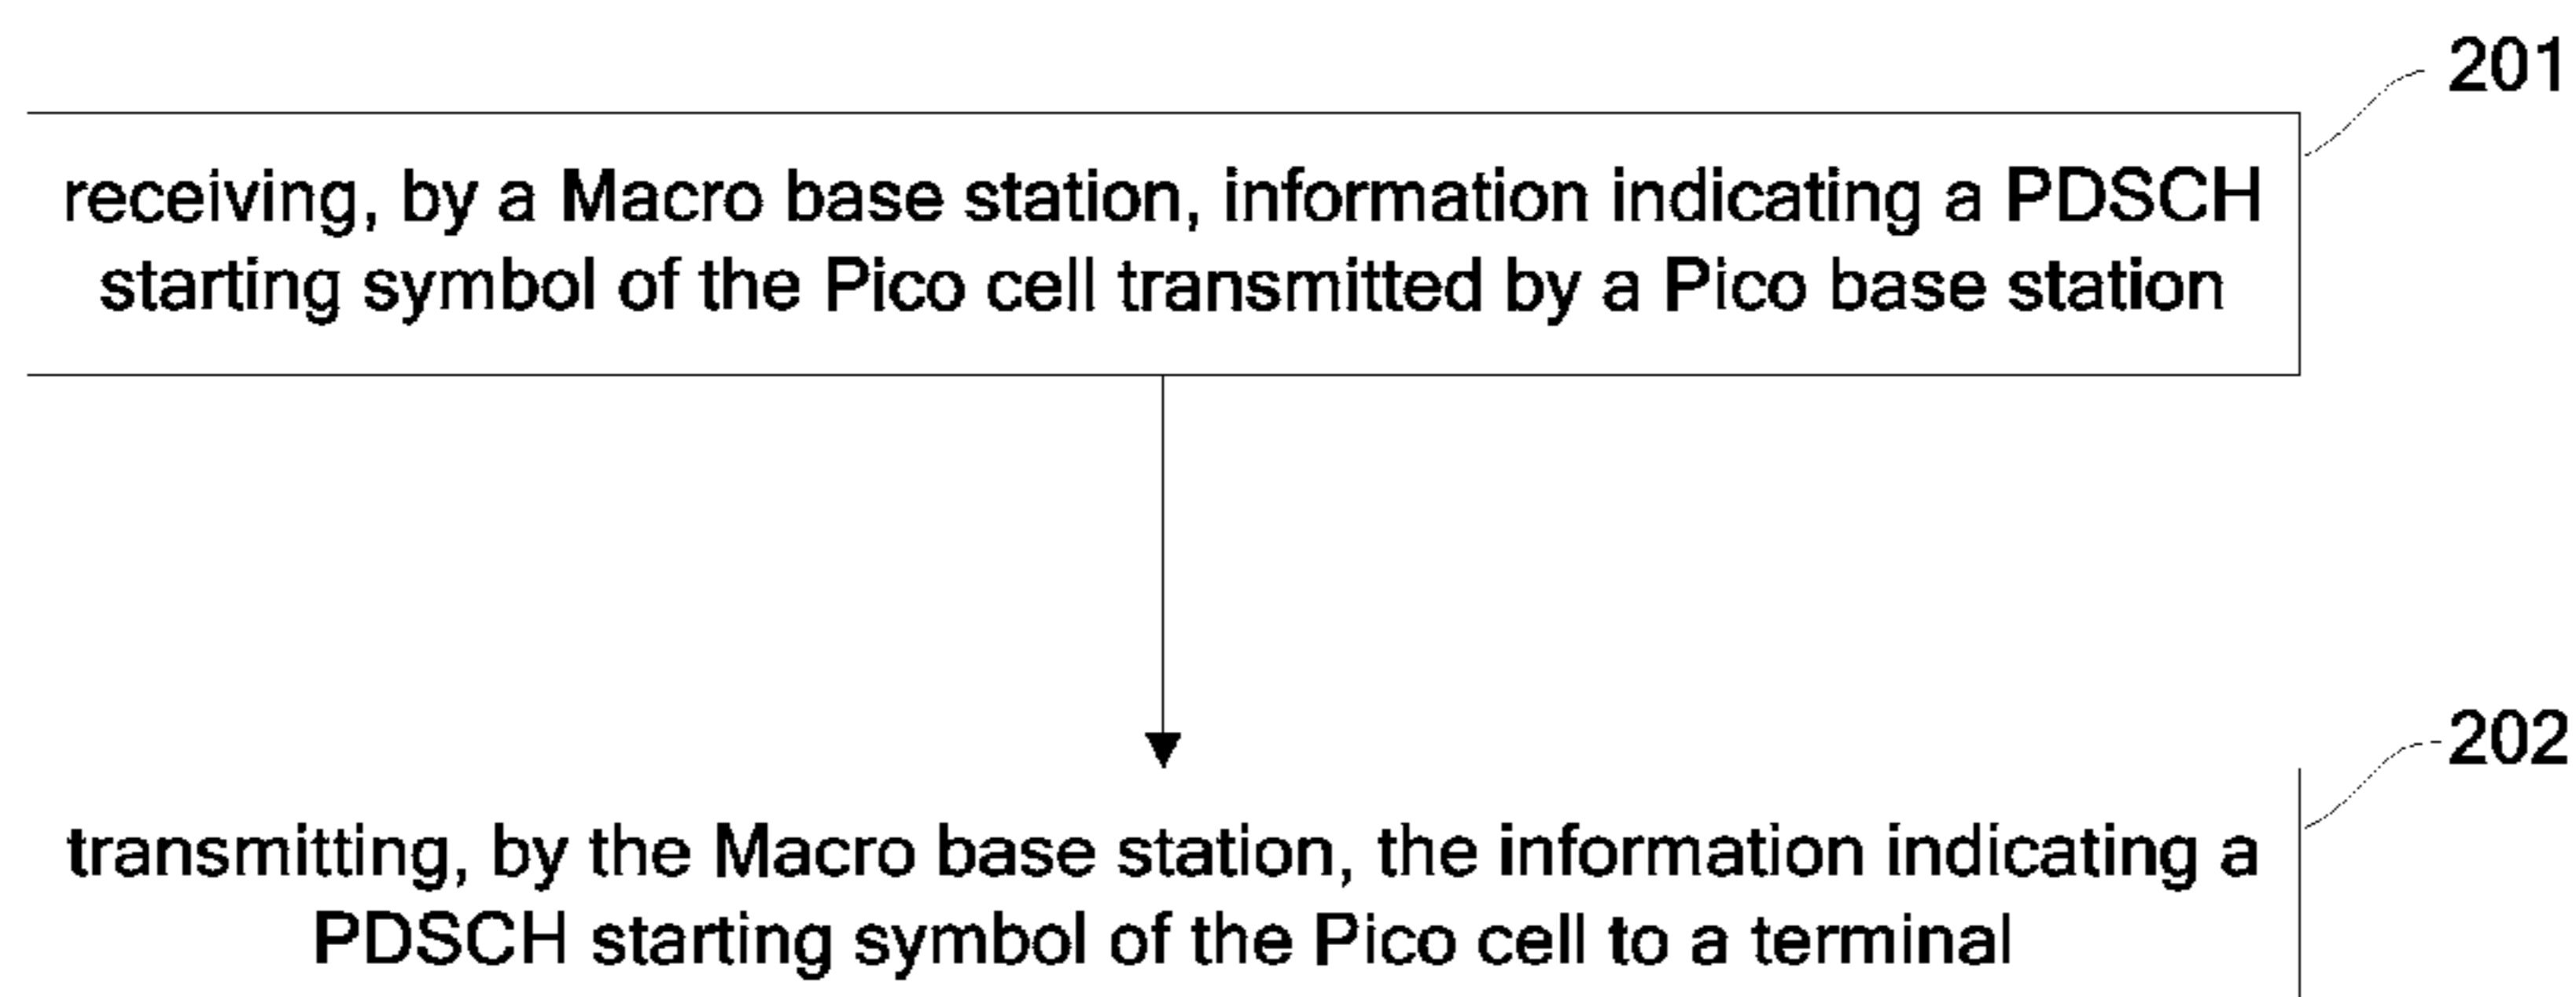 201
receiving, by a Macro base station, information indicating a PDSCH
starting symbol of the Pico cell transmitted by a Pico base station
202
transmitting, by the Macro base station, the information indicating a
PDSCH starting symbol of the Pico cell to a terminal